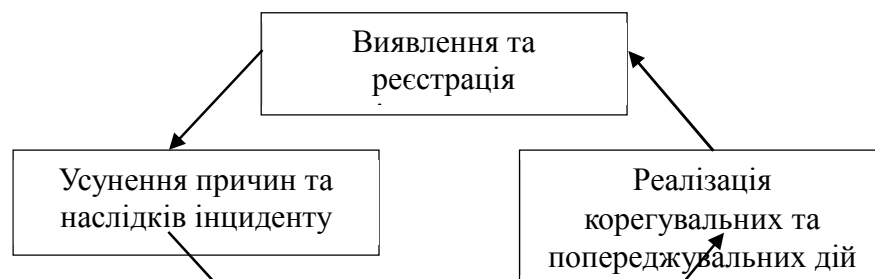 Виявлення та
реєстрація
Усунення причин та
наслідків інциденту
Реалізація
корегувальних та
попереджувальних дій